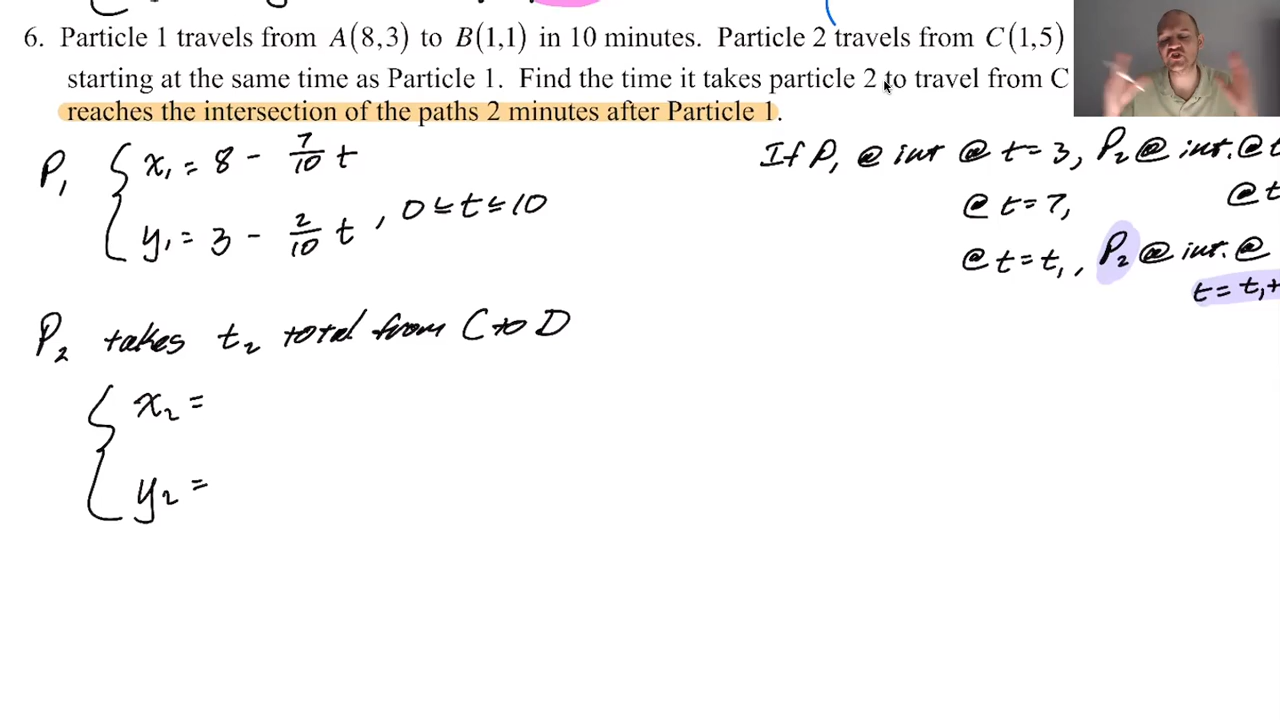 6. Particle 1 travels from A(8,3) to B(1,1) in 10 minutes. Particle 2 travels from C(1,5)
starting at the same time as Particle 1. Find the time it takes particle 2 to travel from C
reaches the intersection of the paths 2 minutes after Particle 1.
P₁ { x₁ = 8 - 7/10 t
y₁ = 3 - 2/10 t , 0 ≤ t ≤ 10
If P₁ @ int @ t = 3, P₂ @ int. @ t
@ t = 7, @ t
@ t = t₁, P₂ @ int. @
t = t₁+
P₂ takes t₂ total from C to D
{ x₂ =
y₂ =